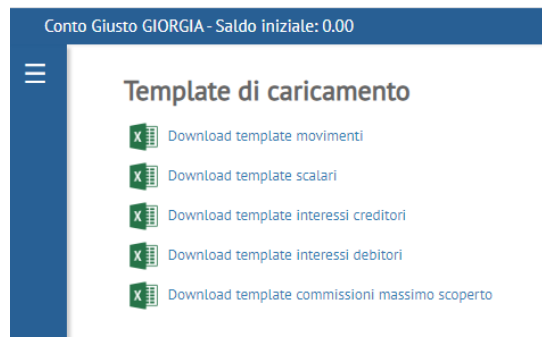 Conto Giusto GIORGIA - Saldo iniziale: 0.00
Template di caricamento
Download template movimenti
Download template scalari
Download template interessi creditori
Download template interessi debitori
Download template commissioni massimo scoperto